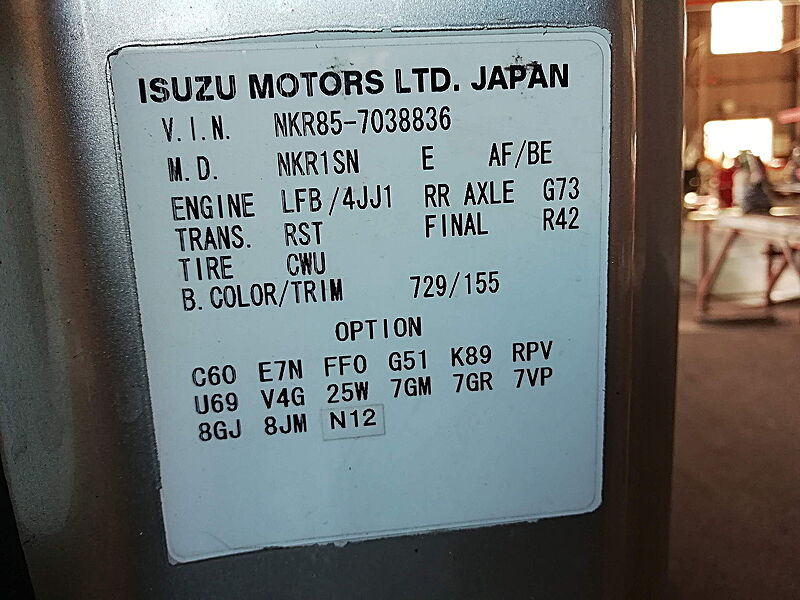 ISUZU MOTORS LTD. JAPAN
V.I.N. NKR85-7038836
M.D. NKR1SN E AF/BE
ENGINE LFB/4JJ1 RR AXLE G73
TRANS. RST FINAL R42
TIRE CWU
B.COLOR/TRIM 729/155
OPTION
C60 E7N FF0 G51 K89 RPV
U69 V4G 25W 7GM 7GR 7VP
8GJ 8JM N12